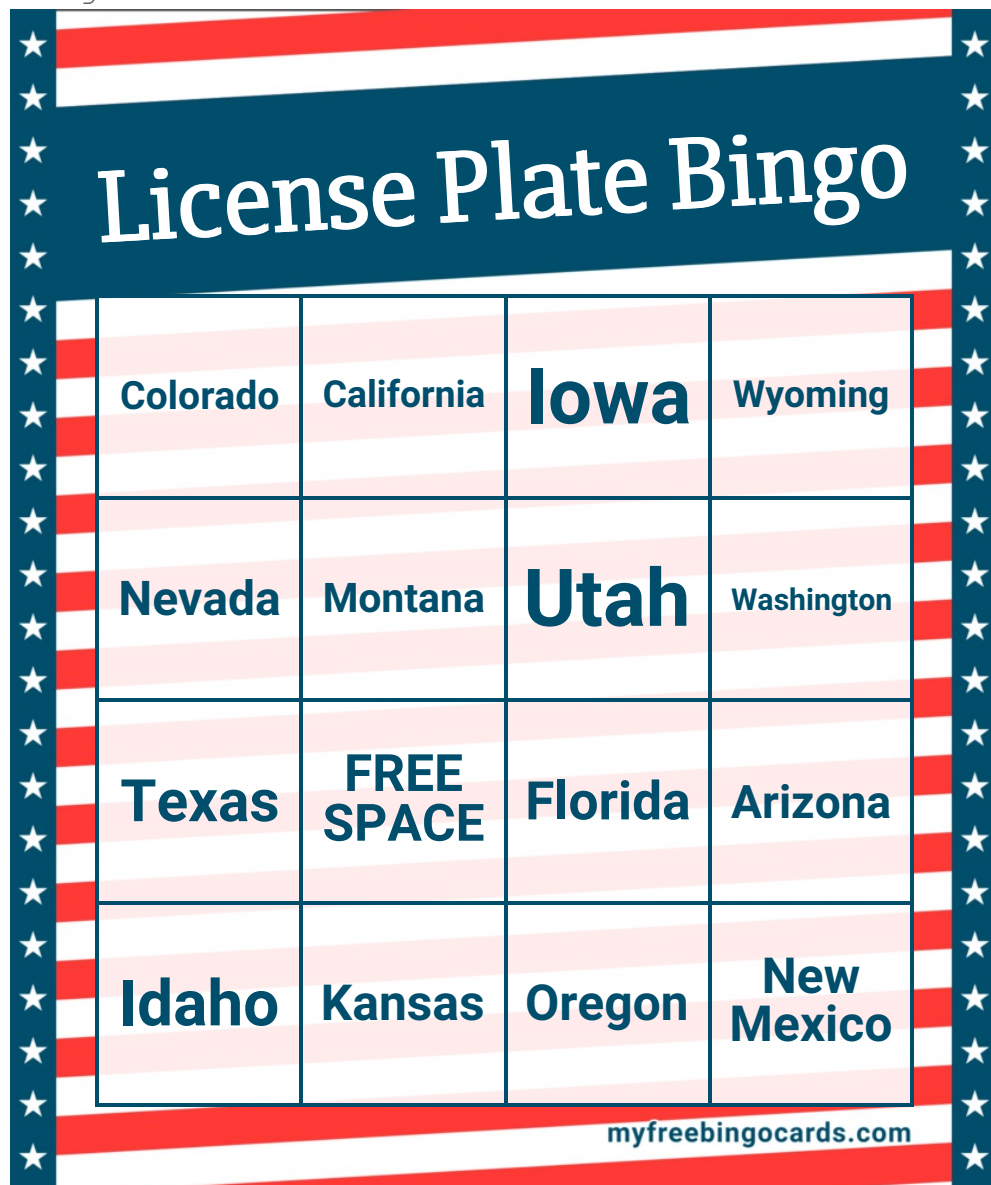 License Plate Bingo
Colorado California Iowa Wyoming
Nevada Montana Utah Washington
Texas FREE SPACE Florida Arizona
Idaho Kansas Oregon New Mexico
myfreebingocards.com